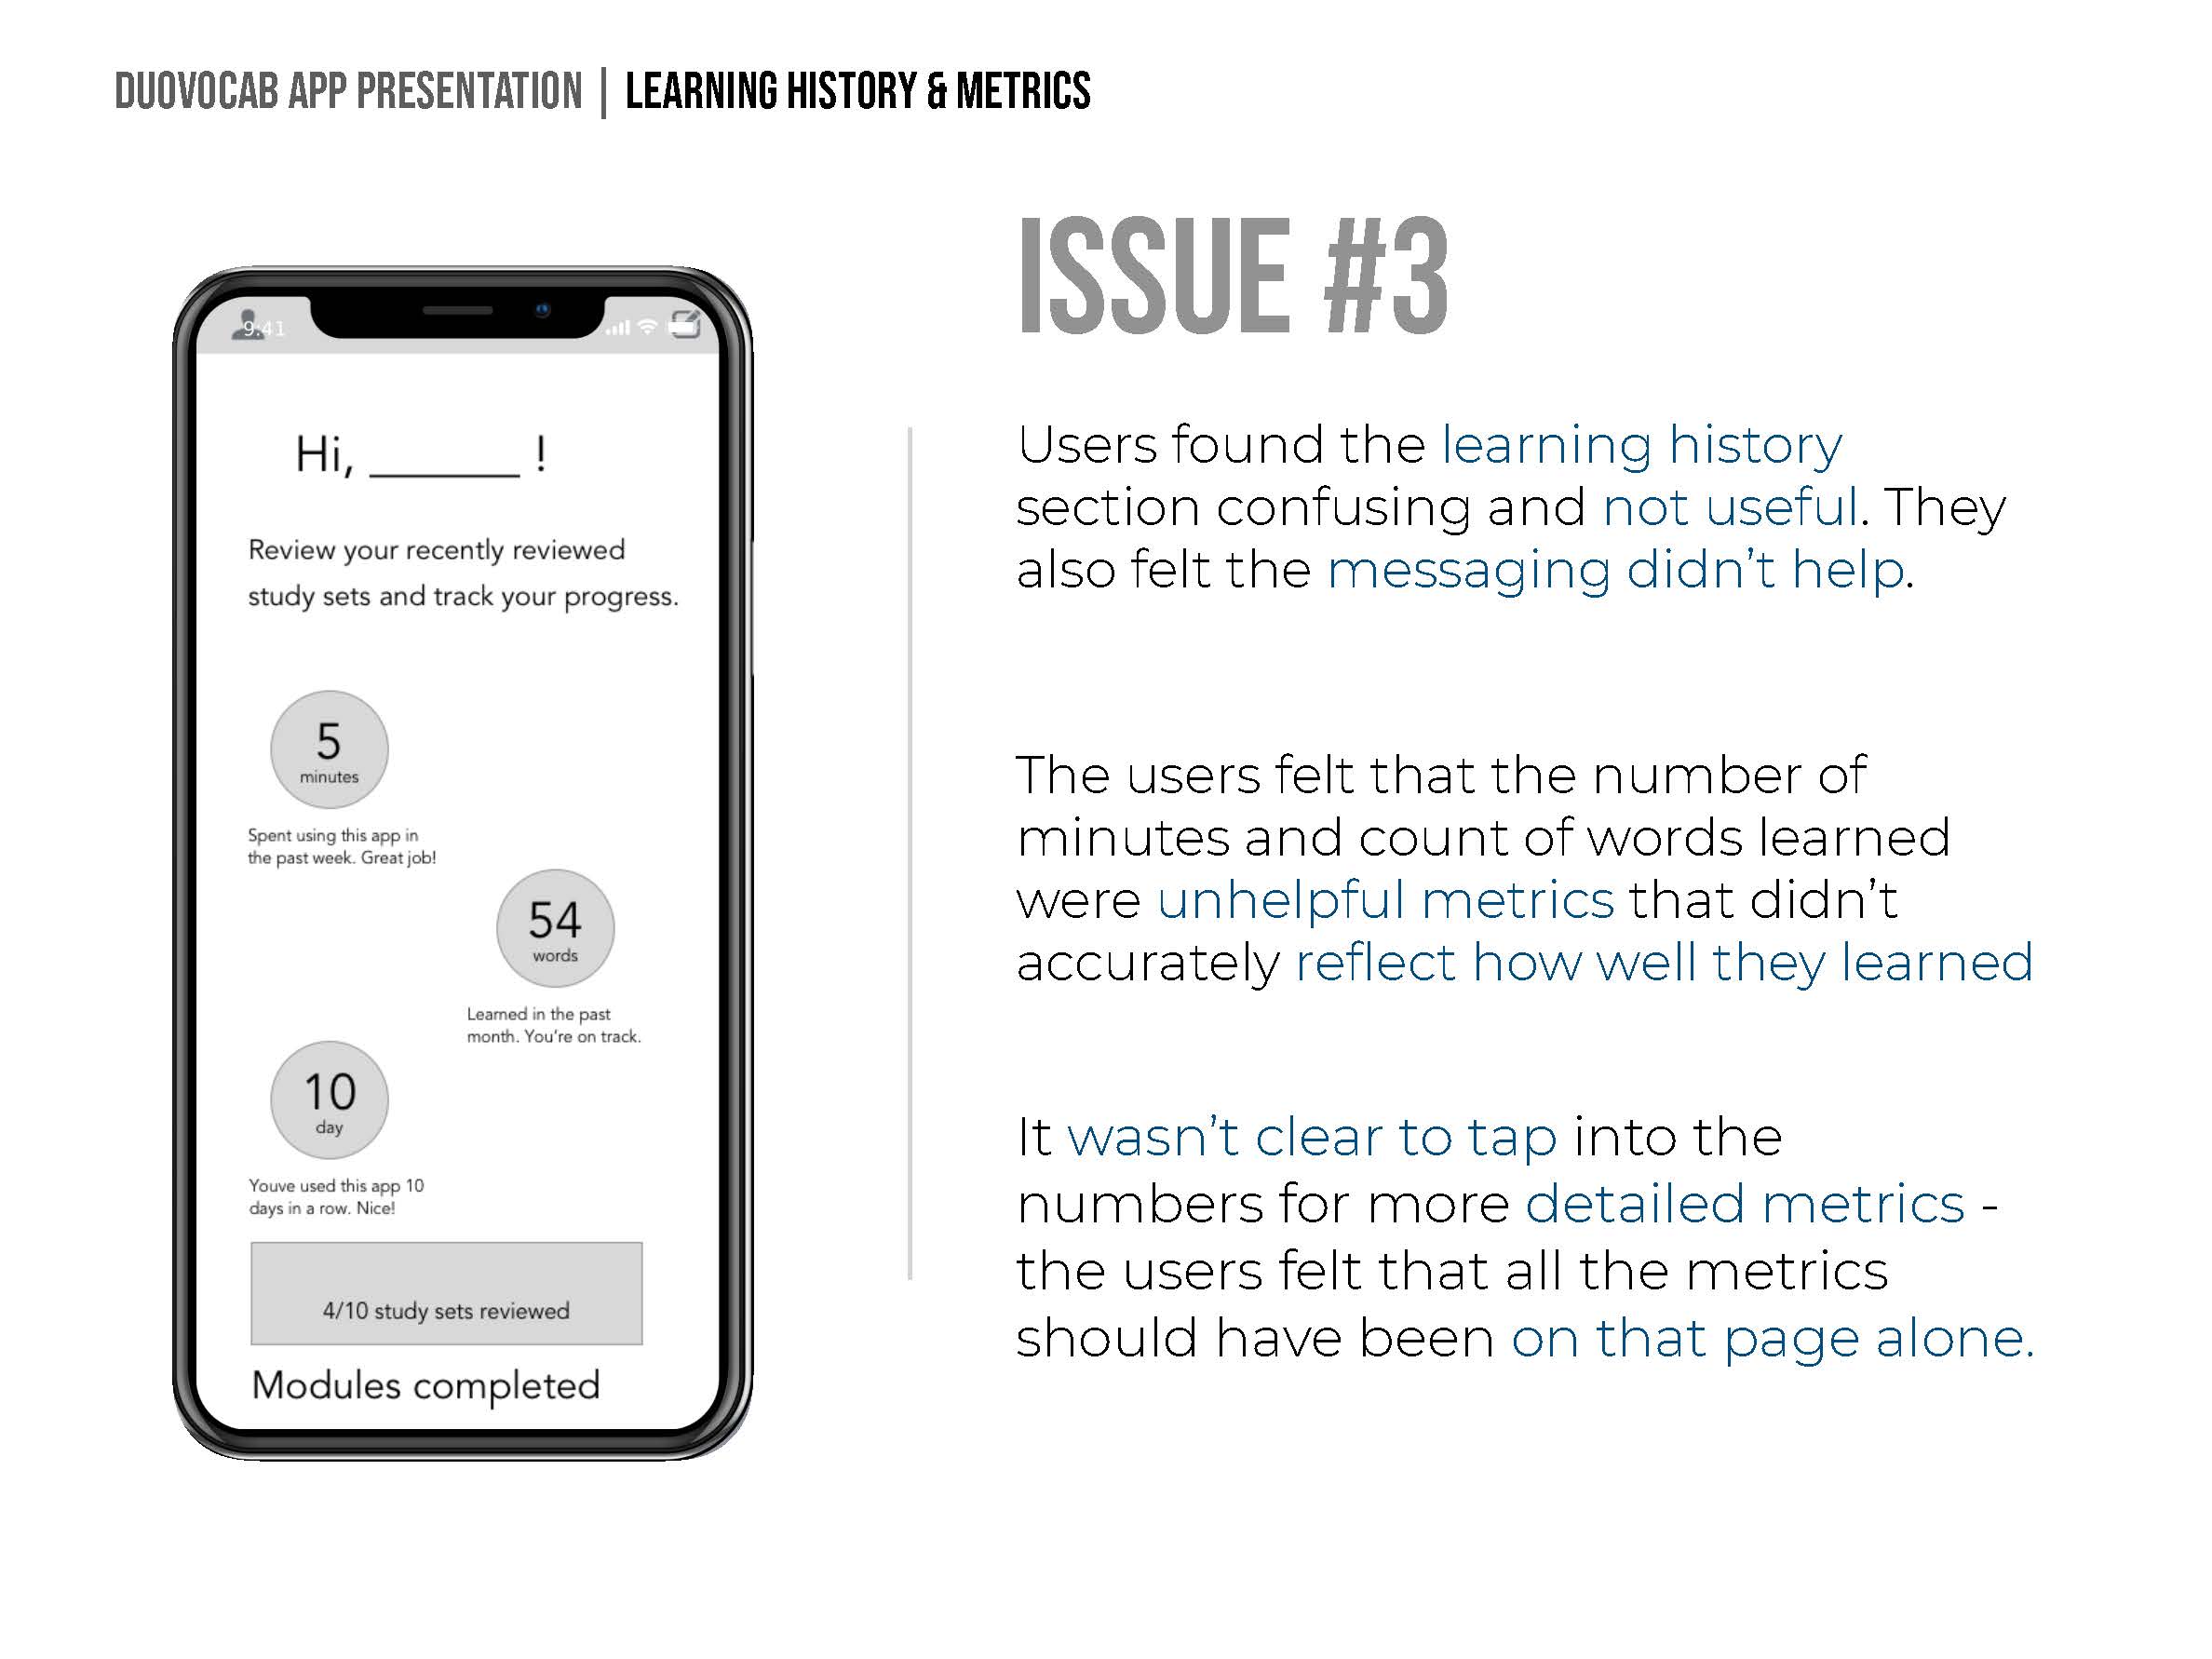 DUOVOCAB APP PRESENTATION | LEARNING HISTORY & METRICS
9:41
Hi, ______ !
Review your recently reviewed
study sets and track your progress.
5
minutes
Spent using this app in
the past week. Great job!
54
words
Learned in the past
month. You're on track.
10
day
Youve used this app 10
days in a row. Nice!
4/10 study sets reviewed
Modules completed
ISSUE #3
Users found the learning history
section confusing and not useful. They
also felt the messaging didn't help.
The users felt that the number of
minutes and count of words learned
were unhelpful metrics that didn't
accurately reflect how well they learned
It wasn't clear to tap into the
numbers for more detailed metrics -
the users felt that all the metrics
should have been on that page alone.